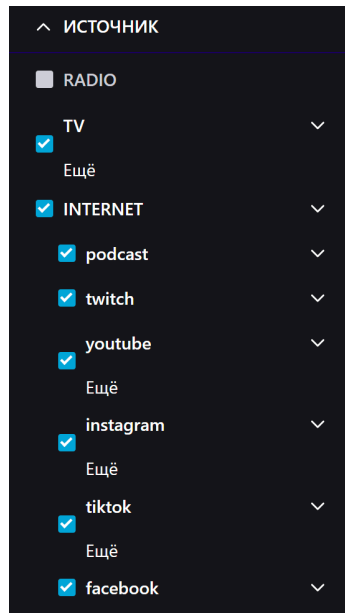 ИСТОЧНИК
RADIO
TV
Ещё
INTERNET
podcast
twitch
youtube
Ещё
instagram
Ещё
tiktok
Ещё
facebook